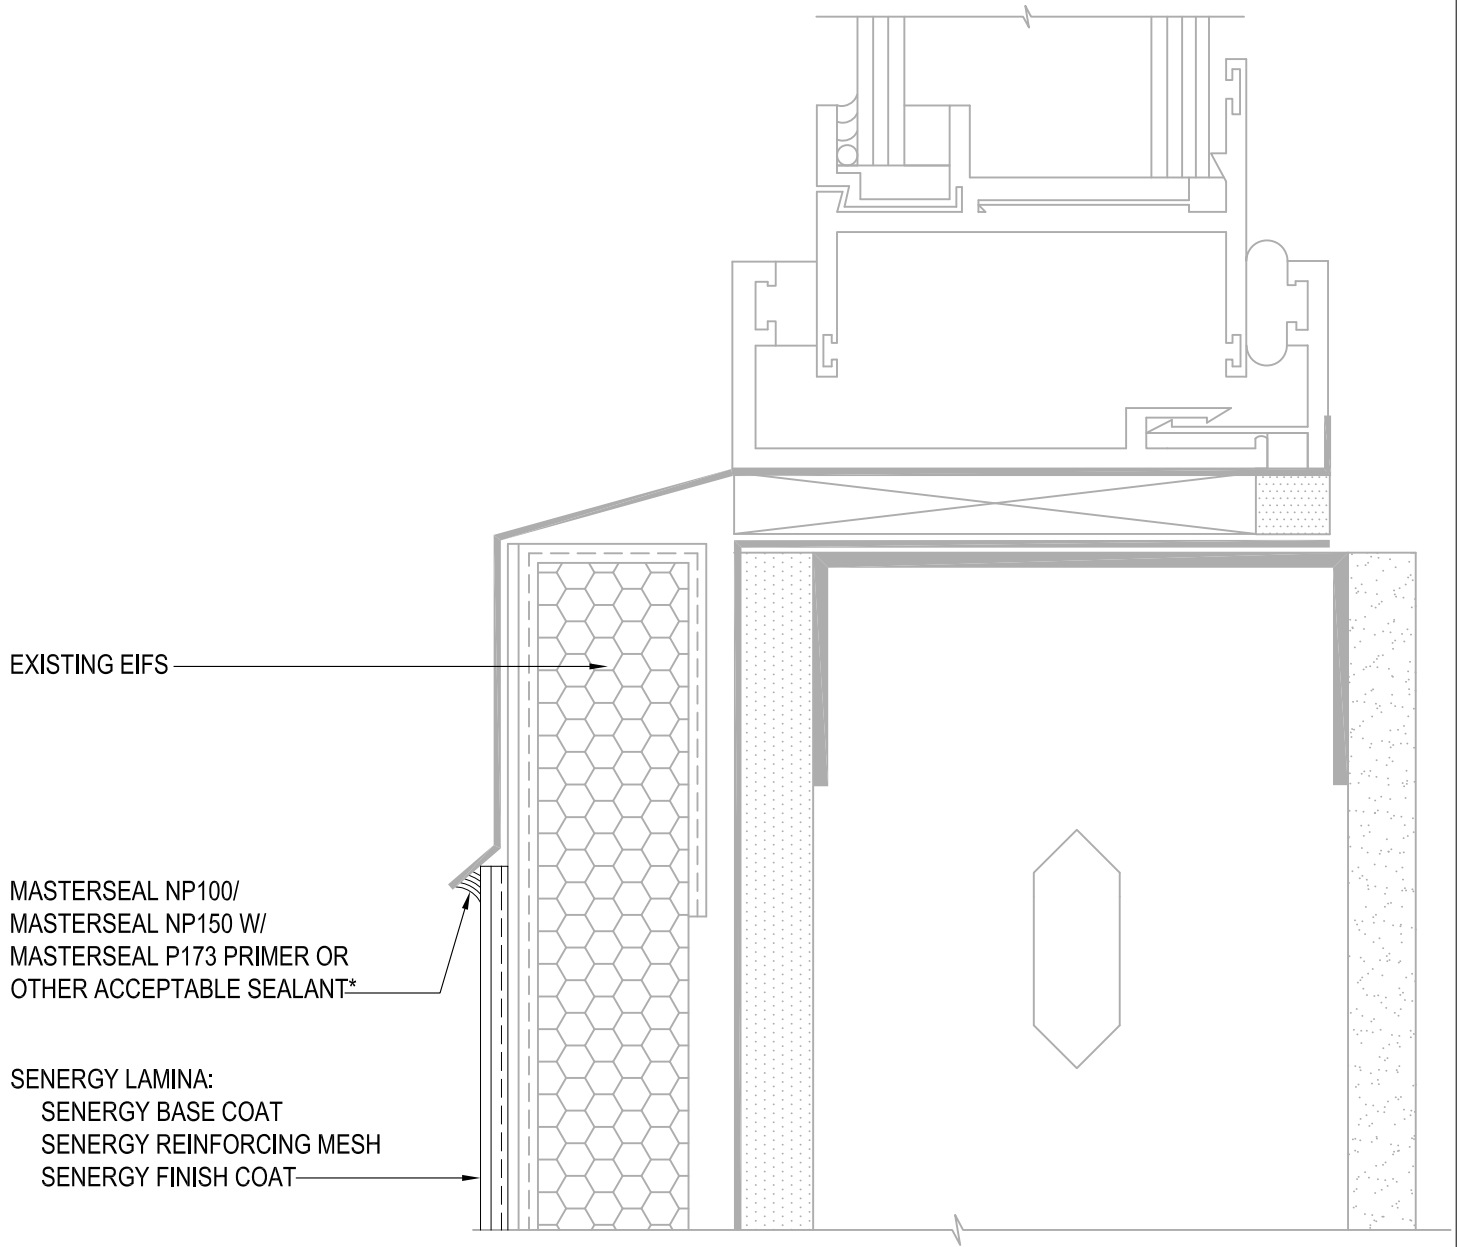 EXISTING EIFS
MASTERSEAL NP100/
MASTERSEAL NP150 W/
MASTERSEAL P173 PRIMER OR
OTHER ACCEPTABLE SEALANT*
SENERGY LAMINA:
SENERGY BASE COAT
SENERGY REINFORCING MESH
SENERGY FINISH COAT